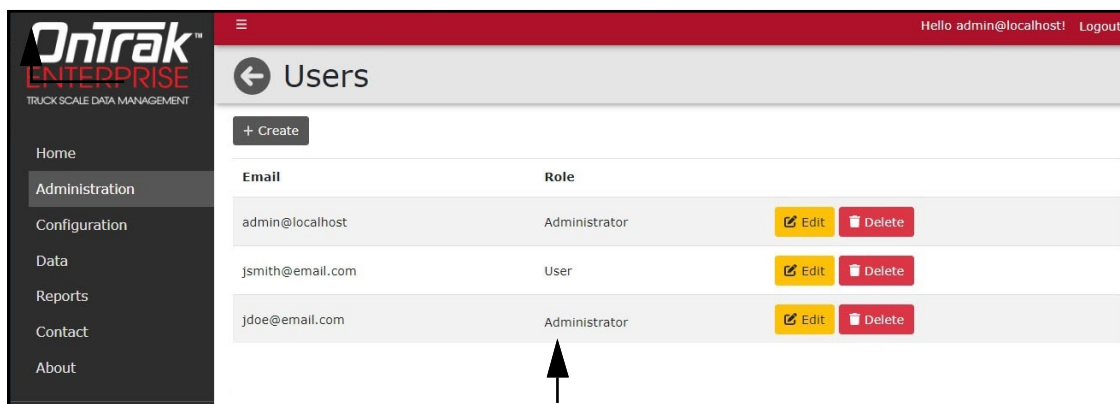 OnTrak™
ENTERPRISE
TRUCK SCALE DATA MANAGEMENT
Home
Administration
Configuration
Data
Reports
Contact
About
Hello admin@localhost! Logout
Users
+ Create
Email Role
admin@localhost Administrator Edit Delete
jsmith@email.com User Edit Delete
jdoe@email.com Administrator Edit Delete